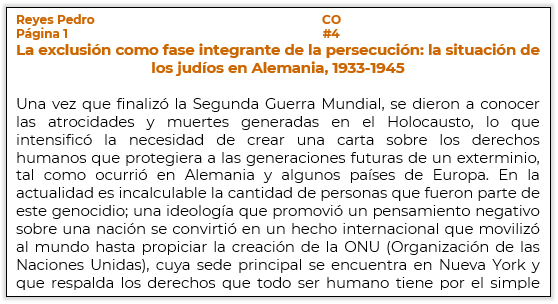 Reyes Pedro CO
Página 1 #4
La exclusión como fase integrante de la persecución: la situación de
los judíos en Alemania, 1933-1945
Una vez que finalizó la Segunda Guerra Mundial, se dieron a conocer
las atrocidades y muertes generadas en el Holocausto, lo que
intensificó la necesidad de crear una carta sobre los derechos
humanos que protegiera a las generaciones futuras de un exterminio,
tal como ocurrió en Alemania y algunos países de Europa. En la
actualidad es incalculable la cantidad de personas que fueron parte de
este genocidio; una ideología que promovió un pensamiento negativo
sobre una nación se convirtió en un hecho internacional que movilizó
al mundo hasta propiciar la creación de la ONU (Organización de las
Naciones Unidas), cuya sede principal se encuentra en Nueva York y
que respalda los derechos que todo ser humano tiene por el simple